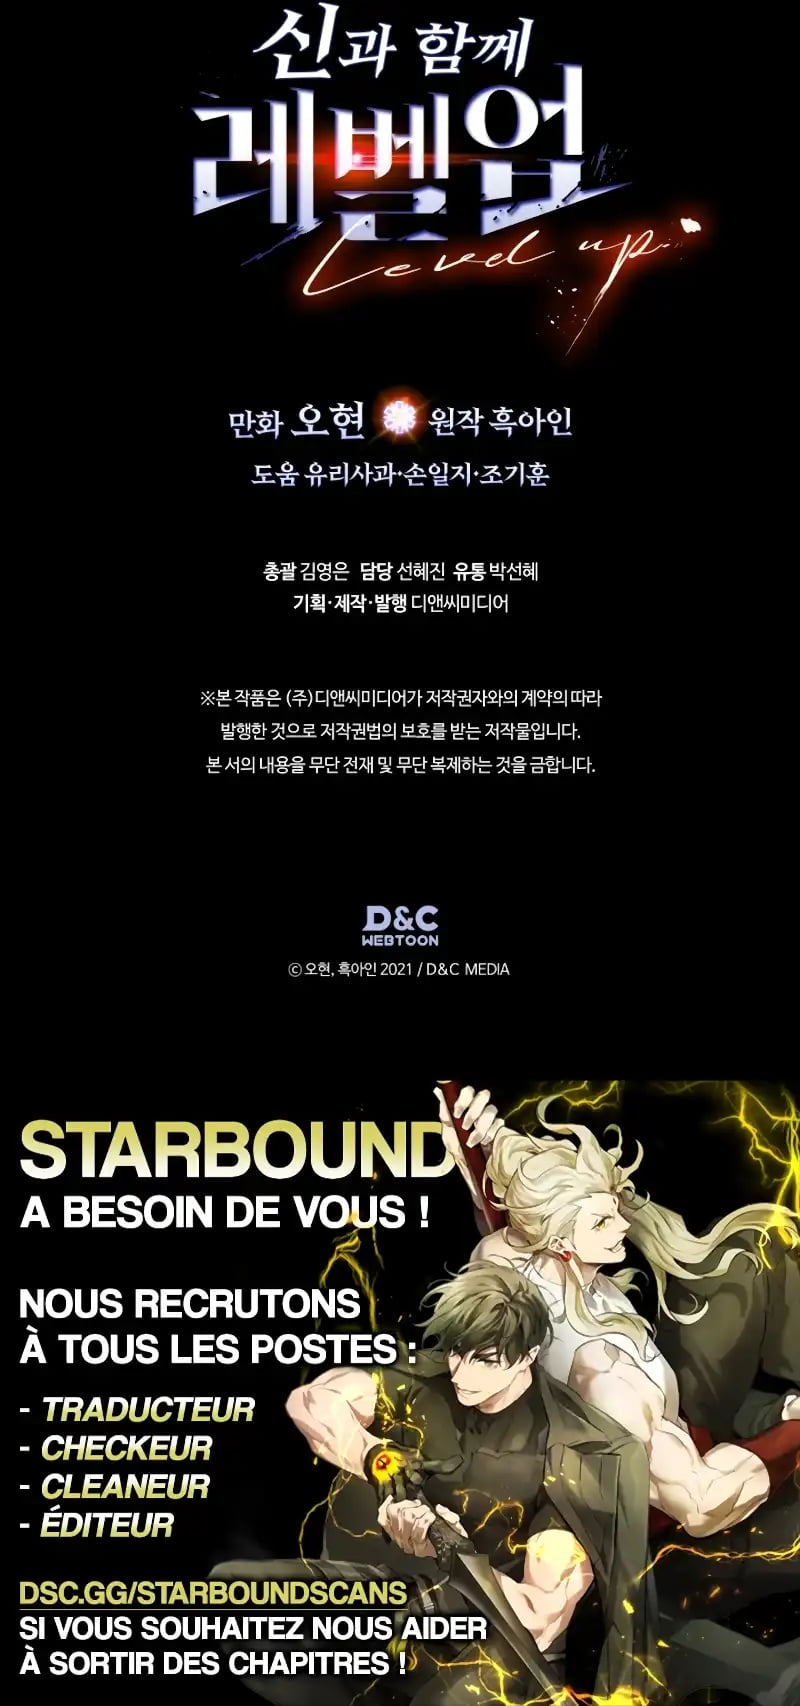 신과 함께
레벨업
Level up
만화 오현 원작 흑아인
도움 유리사과·손일지·조기훈
총괄 김영은 담당 선혜진 유통 박선혜
기획·제작·발행 디앤씨미디어
※본 작품은 (주)디앤씨미디어가 저작권자와의 계약의 따라
발행한 것으로 저작권법의 보호를 받는 저작물입니다.
본 서의 내용을 무단 전재 및 무단 복제하는 것을 금합니다.
D&C
WEBTOON
ⓒ 오현, 흑아인 2021 / D&C MEDIA
STARBOUND
A BESOIN DE VOUS !
NOUS RECRUTONS
À TOUS LES POSTES :
- TRADUCTEUR
- CHECKEUR
- CLEANEUR
- ÉDITEUR
DSC.GG/STARBOUNDSCANS
SI VOUS SOUHAITEZ NOUS AIDER
À SORTIR DES CHAPITRES !